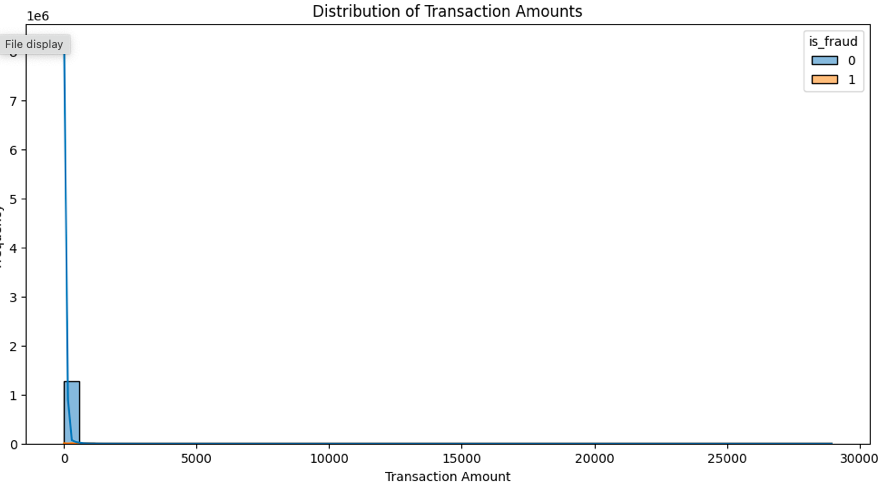 Distribution of Transaction Amounts
1e6
File display
is_fraud
0
1
7
6
5
4
3
2
1
0
0 5000 10000 15000 20000 25000 30000
Transaction Amount